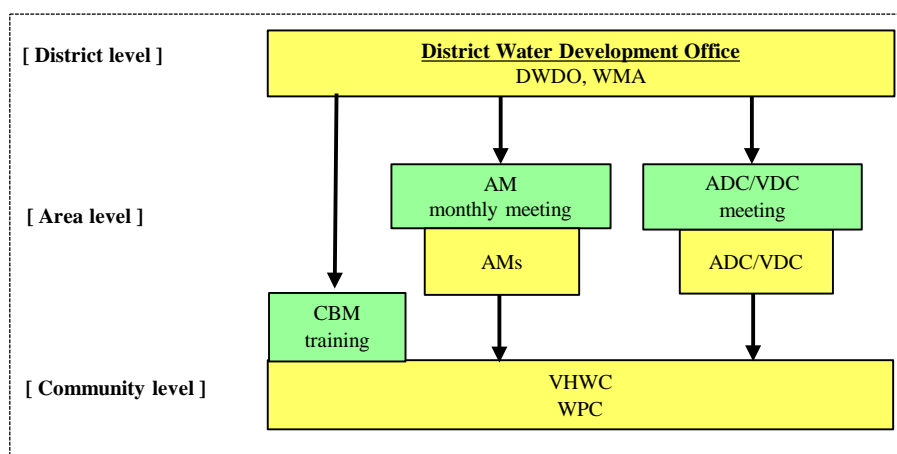 [ District level ]
District Water Development Office
DWDO, WMA
[ Area level ]
AM
monthly meeting
ADC/VDC
meeting
AMs
ADC/VDC
CBM
training
[ Community level ]
VHWC
WPC